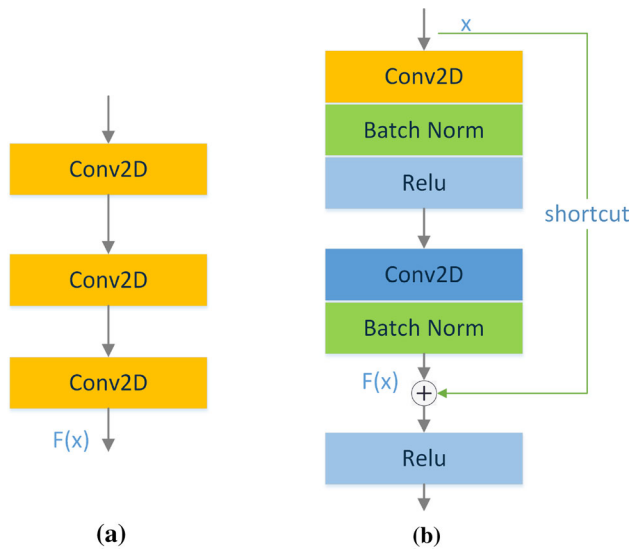 Conv2D
Conv2D
Conv2D
F(x)
(a)
x
Conv2D
Batch Norm
Relu
shortcut
Conv2D
Batch Norm
F(x)
+
Relu
(b)